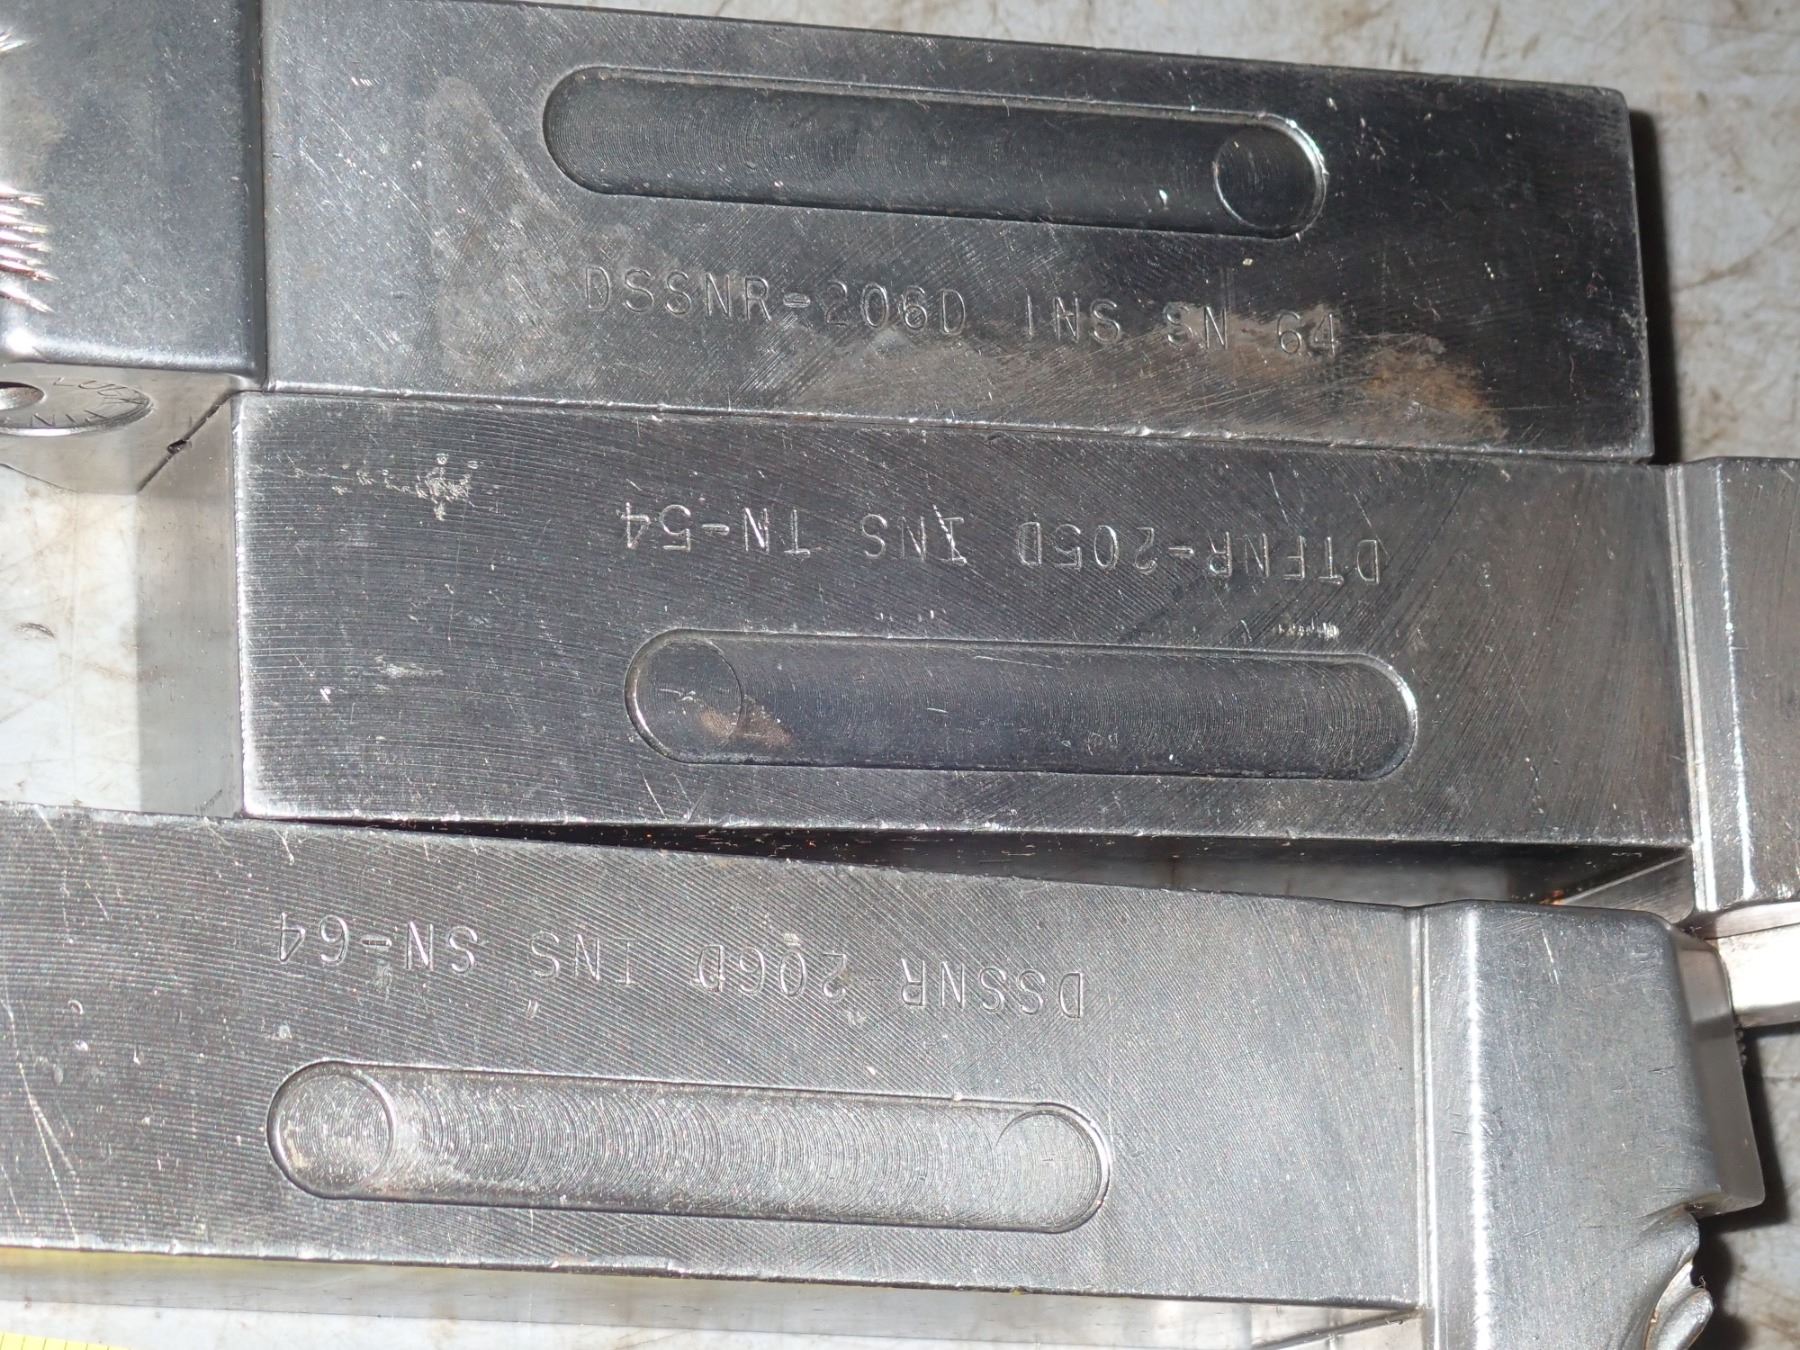 DSSNR-206D INS SN 64
DTFNR-205D INS TN-54
DSSNR-206D INS SN-64